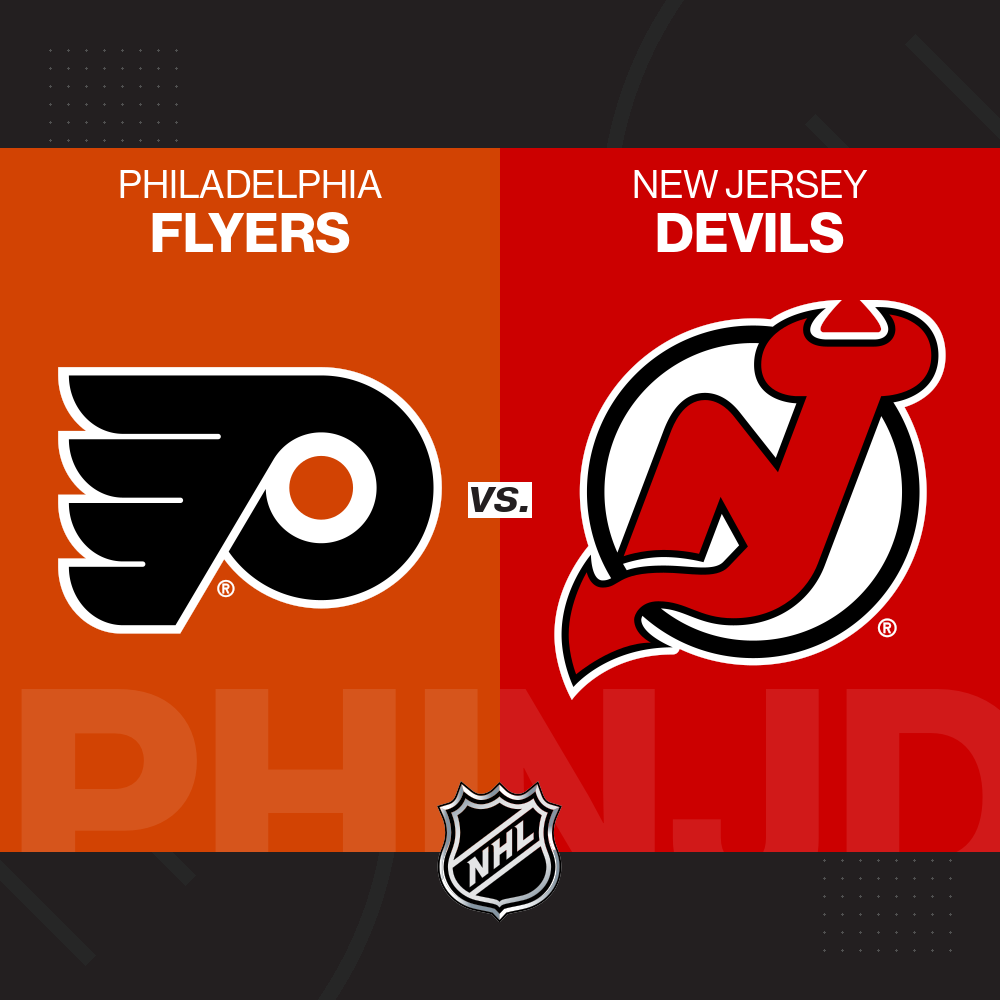 PHILADELPHIA
FLYERS
NEW JERSEY
DEVILS
VS.
®
®
PHI
NJD
NHL